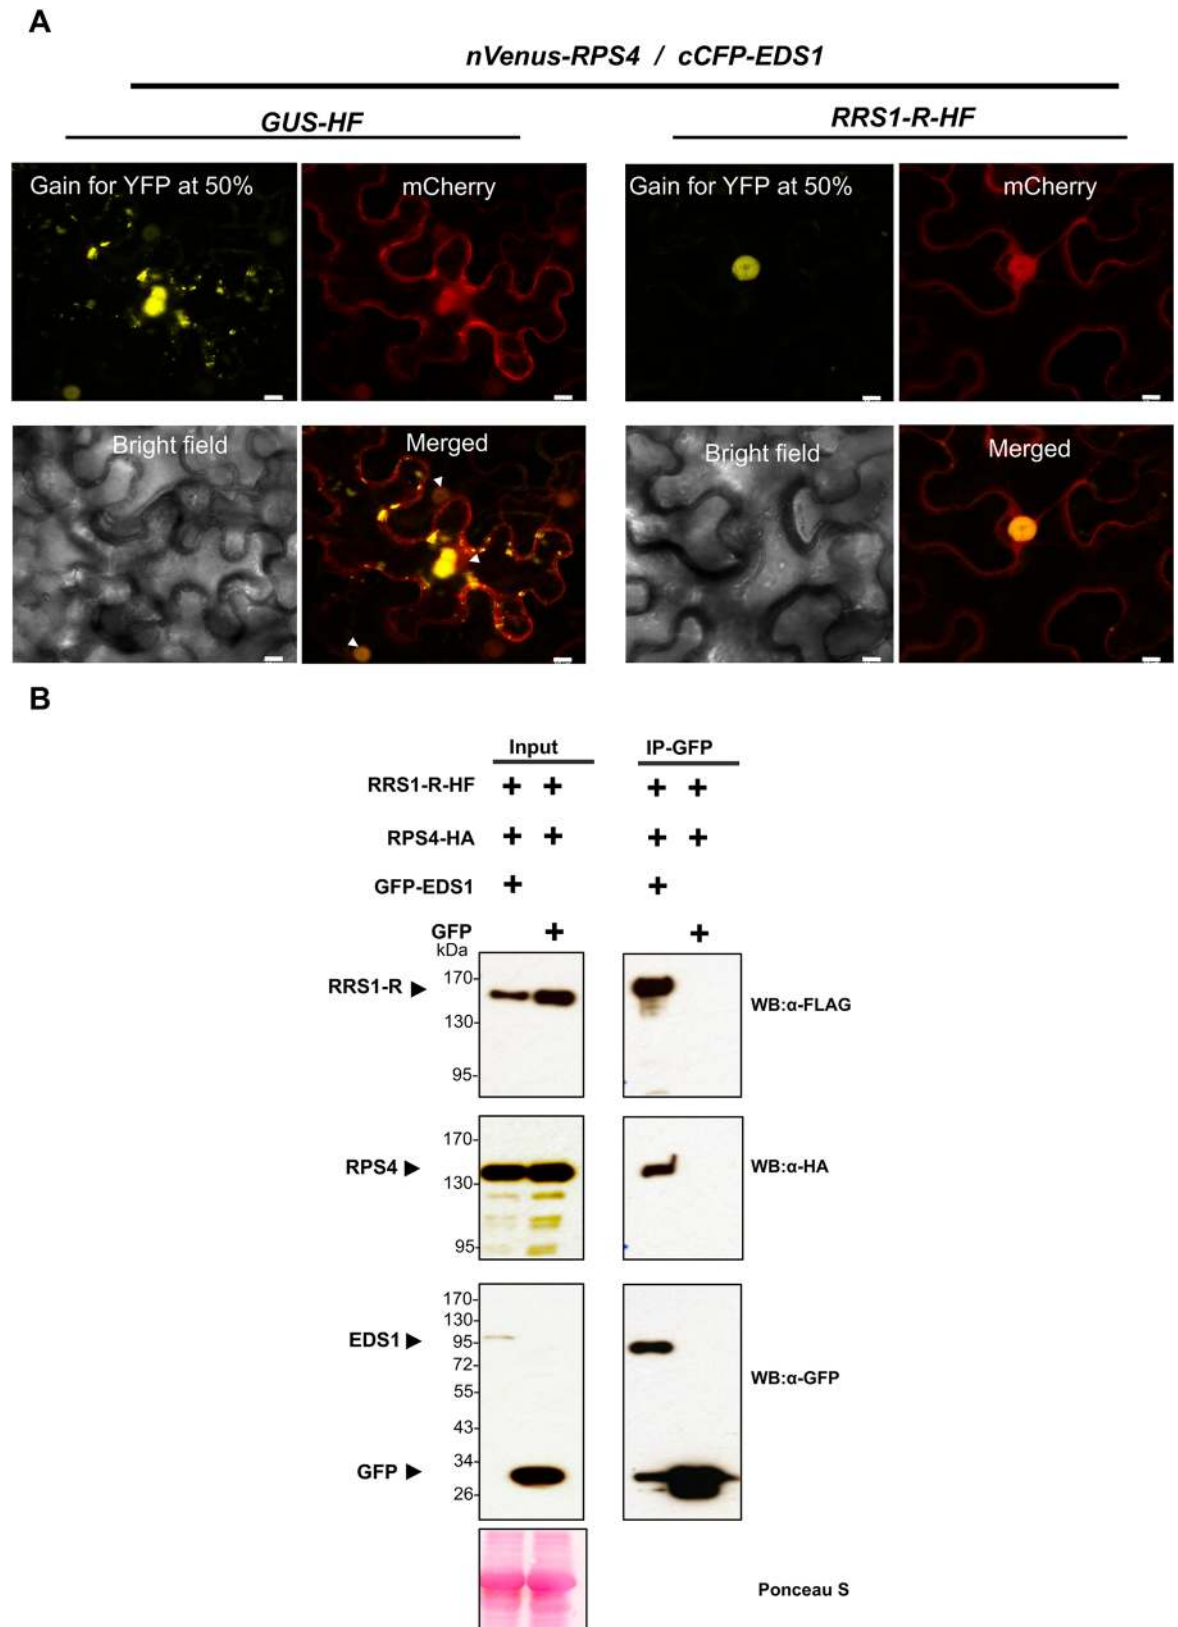 A
nVenus-RPS4 / cCFP-EDS1
GUS-HF
RRS1-R-HF
Gain for YFP at 50%
mCherry
Gain for YFP at 50%
mCherry
Bright field
Merged
Bright field
Merged
B
Input
IP-GFP
RRS1-R-HF + + + +
RPS4-HA + + + +
GFP-EDS1 + +
GFP + +
kDa
RRS1-R
170-
130-
95-
WB:α-FLAG
RPS4
170-
130-
95-
WB:α-HA
170-
130-
EDS1
95-
72-
55-
43-
34-
GFP
26-
WB:α-GFP
Ponceau S